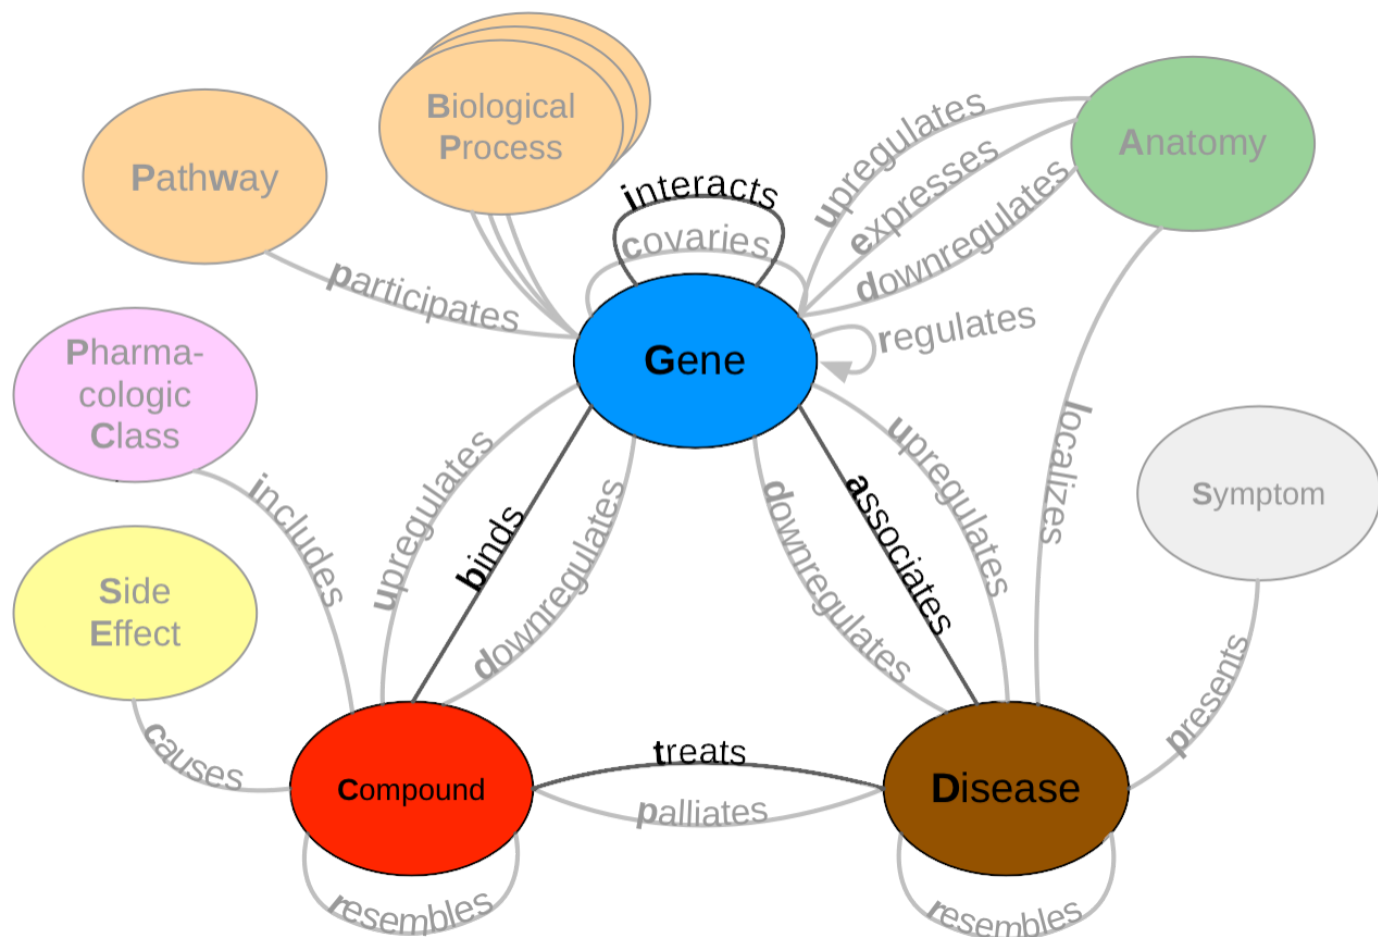 Biological
Process
upregulates
Anatomy
Pathway
interacts
expresses
covaries
downregulates
participates
regulates
Pharma-
cologic
Class
Gene
localizes
Symptom
includes
upregulates
binds
downregulates
downregulates
associates
upregulates
Side
Effect
causes
presents
treats
Compound
palliates
Disease
resembles
resembles